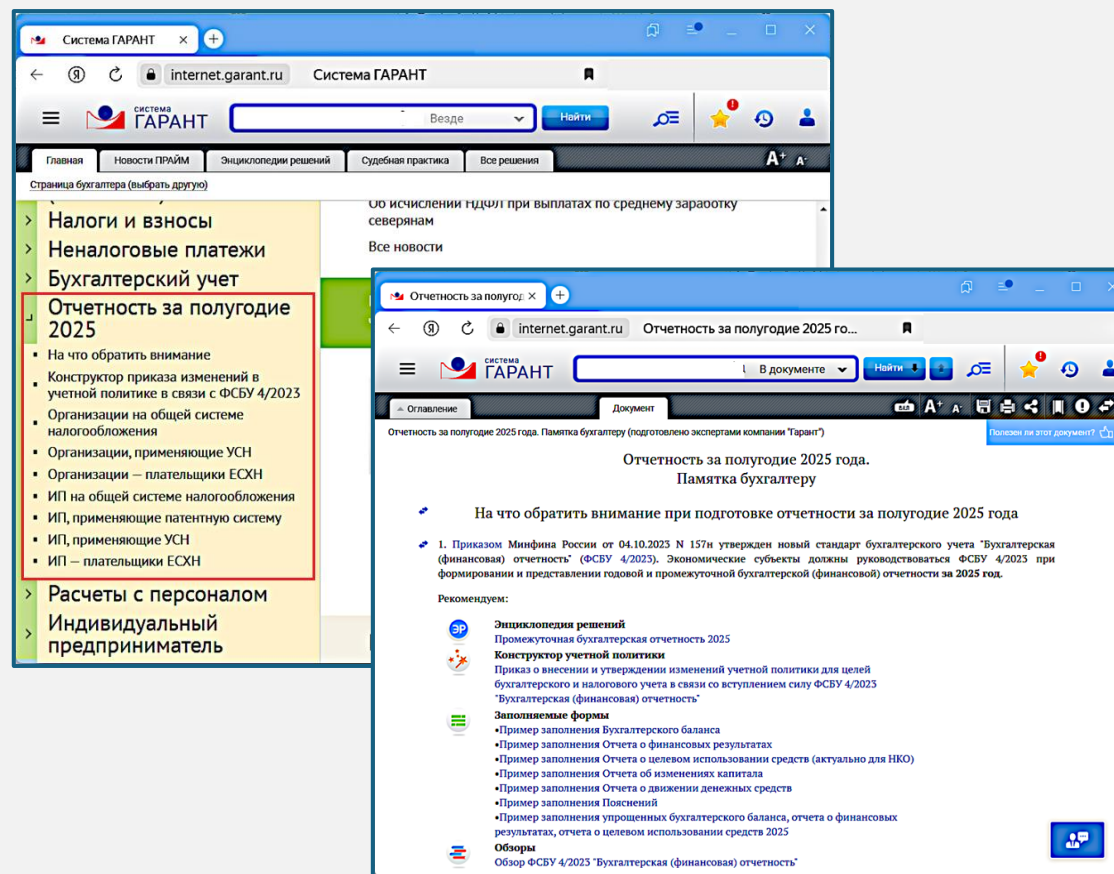 Система ГАРАНТ
internet.garant.ru Система ГАРАНТ
система
ГАРАНТ
Везде
Найти
Главная Новости ПРАЙМ Энциклопедии решений Судебная практика Все решения
A+ A-
Страница бухгалтера (выбрать другую)
Налоги и взносы
Неналоговые платежи
Бухгалтерский учет
Отчетность за полугодие
2025
На что обратить внимание
Конструктор приказа изменений в
учетной политике в связи с ФСБУ 4/2023
Организации на общей системе
налогообложения
Организации, применяющие УСН
Организации — плательщики ЕСХН
ИП на общей системе налогообложения
ИП, применяющие патентную систему
ИП, применяющие УСН
ИП — плательщики ЕСХН
Расчеты с персоналом
Индивидуальный
предприниматель
Об исчислении НДФЛ при выплатах по среднему заработку
северянам
Все новости
Отчетность за полугод
internet.garant.ru Отчетность за полугодие 2025 го...
система
ГАРАНТ
В документе
Найти
Оглавление Документ
A+ A-
Отчетность за полугодие 2025 года. Памятка бухгалтеру (подготовлено экспертами компании "Гарант")
Полезен ли этот документ?
Отчетность за полугодие 2025 года.
Памятка бухгалтеру
На что обратить внимание при подготовке отчетности за полугодие 2025 года
1. Приказом Минфина России от 04.10.2023 N 157н утвержден новый стандарт бухгалтерского учета "Бухгалтерская
(финансовая) отчетность" (ФСБУ 4/2023). Экономические субъекты должны руководствоваться ФСБУ 4/2023 при
формировании и представлении годовой и промежуточной бухгалтерской (финансовой) отчетности за 2025 год.
Рекомендуем:
ЭР
Энциклопедия решений
Промежуточная бухгалтерская отчетность 2025
Конструктор учетной политики
Приказ о внесении и утверждении изменений учетной политики для целей
бухгалтерского и налогового учета в связи со вступлением силу ФСБУ 4/2023
"Бухгалтерская (финансовая) отчетность"
Заполняемые формы
•Пример заполнения Бухгалтерского баланса
•Пример заполнения Отчета о финансовых результатах
•Пример заполнения Отчета о целевом использовании средств (актуально для НКО)
•Пример заполнения Отчета об изменениях капитала
•Пример заполнения Отчета о движении денежных средств
•Пример заполнения Пояснений
•Пример заполнения упрощенных бухгалтерского баланса, отчета о финансовых
результатах, отчета о целевом использовании средств 2025
Обзоры
Обзор ФСБУ 4/2023 "Бухгалтерская (финансовая) отчетность"